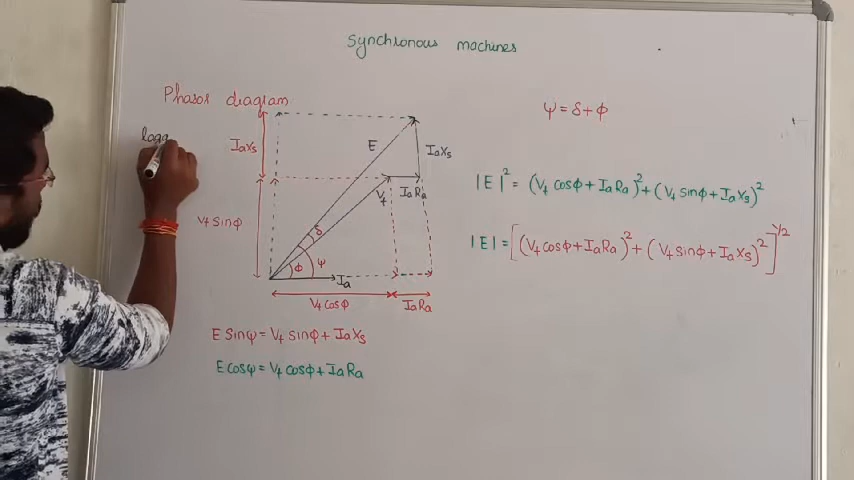 Synchronous machines
Phasor diagram
lagg
IaXs
E
IaXs
Vt
IaRa
Vt sinϕ
δ
ϕ
ψ
Ia
Vt cosϕ
IaRa
E Sinψ = Vt sinϕ + IaXs
E cosψ = Vt cosϕ + IaRa
ψ = δ + ϕ
|E|² = (Vt cosϕ + IaRa)² + (Vt sinϕ + IaXs)²
|E| = [(Vt cosϕ + IaRa)² + (Vt sinϕ + IaXs)²]^1/2